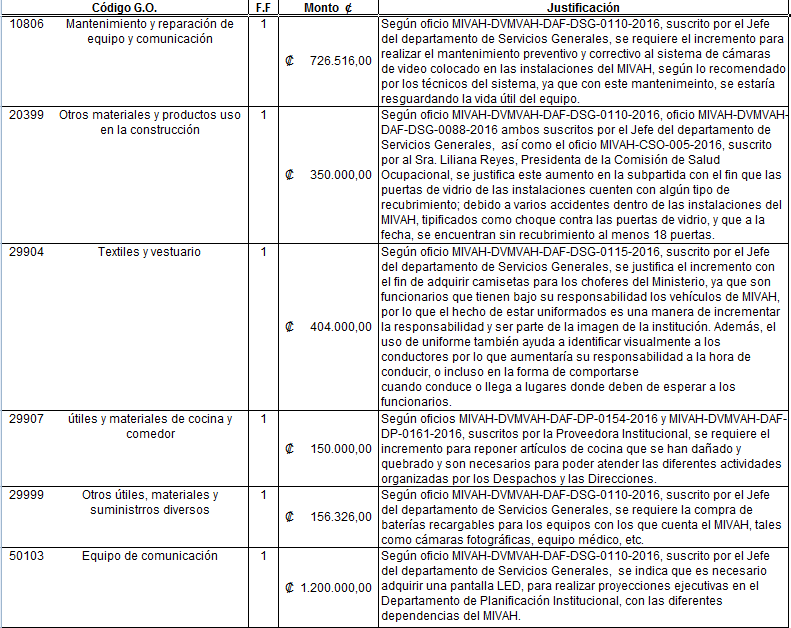 Código G.O. F.F Monto ₡ Justificación
10806 Mantenimiento y reparación de equipo y comunicación 1 ₡ 726.516,00
Según oficio MIVAH-DVMVAH-DAF-DSG-0110-2016, suscrito por el Jefe
del departamento de Servicios Generales, se requiere el incremento para
realizar el mantenimiento preventivo y correctivo al sistema de cámaras
de video colocado en las instalaciones del MIVAH, según lo recomendado
por los técnicos del sistema, ya que con este mantenimeinto, se estaría
resguardando la vida útil del equipo.
20399 Otros materiales y productos uso en la construcción 1 ₡ 350.000,00
Según oficio MIVAH-DVMVAH-DAF-DSG-0110-2016, oficio MIVAH-DVMVAH-
DAF-DSG-0088-2016 ambos suscritos por el Jefe del departamento de
Servicios Generales, así como el oficio MIVAH-CSO-005-2016, suscrito
por al Sra. Liliana Reyes, Presidenta de la Comisión de Salud
Ocupacional, se justifica este aumento en la subpartida con el fin que las
puertas de vidrio de las instalaciones cuenten con algún tipo de
recubrimiento; debido a varios accidentes dentro de las instalaciones del
MIVAH, tipificados como choque contra las puertas de vidrio, y que a la
fecha, se encuentran sin recubrimiento al menos 18 puertas.
29904 Textiles y vestuario 1 ₡ 404.000,00
Según oficio MIVAH-DVMVAH-DAF-DSG-0115-2016, suscrito por el Jefe
del departamento de Servicios Generales, se justifica el incremento con
el fin de adquirir camisetas para los choferes del Ministerio, ya que son
funcionarios que tienen bajo su responsabilidad los vehículos de MIVAH,
por lo que el hecho de estar uniformados es una manera de incrementar
la responsabilidad y ser parte de la imagen de la institución. Además, el
uso de uniforme también ayuda a identificar visualmente a los
conductores por lo que aumentaría su responsabilidad a la hora de
conducir, o incluso en la forma de comportarse
cuando conduce o llega a lugares donde deben de esperar a los
funcionarios.
29907 útiles y materiales de cocina y comedor 1 ₡ 150.000,00
Según oficios MIVAH-DVMVAH-DAF-DP-0154-2016 y MIVAH-DVMVAH-DAF-
DP-0161-2016, suscritos por la Proveedora Institucional, se requiere el
incremento para reponer artículos de cocina que se han dañado y
quebrado y son necesarios para poder atender las diferentes actividades
organizadas por los Despachos y las Direcciones.
29999 Otros útiles, materiales y suministrros diversos 1 ₡ 156.326,00
Según oficio MIVAH-DVMVAH-DAF-DSG-0110-2016, suscrito por el Jefe
del departamento de Servicios Generales, se requiere la compra de
baterías recargables para los equipos con los que cuenta el MIVAH, tales
como cámaras fotográficas, equipo médico, etc.
50103 Equipo de comunicación 1 ₡ 1.200.000,00
Según oficio MIVAH-DVMVAH-DAF-DSG-0110-2016, suscrito por el Jefe
del departamento de Servicios Generales, se indica que es necesario
adquirir una pantalla LED, para realizar proyecciones ejecutivas en el
Departamento de Planificación Institucional, con las diferentes
dependencias del MIVAH.